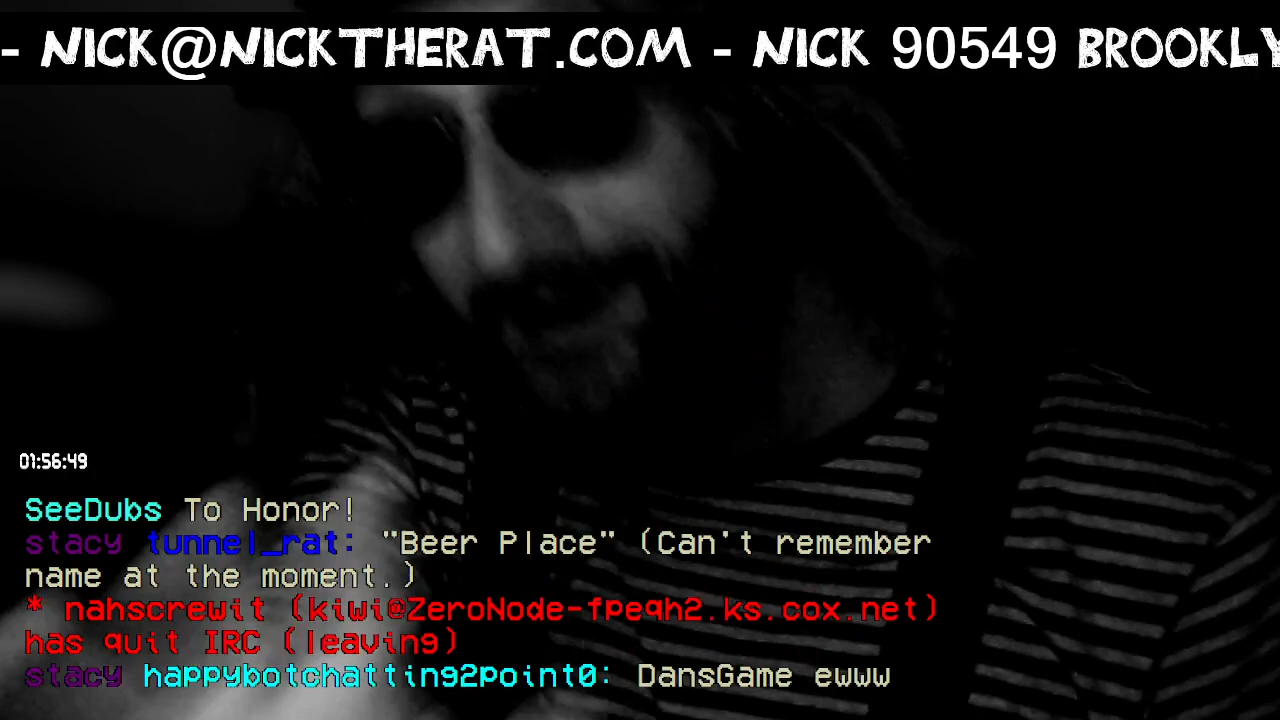 - NICK@NICKTHERAT.COM - NICK 90549 BROOKLY
01:56:49
SeeDubs To Honor!
stacy tunnel_rat: "Beer Place" (Can't remember
name at the moment.)
* nahscrewit (kiwi@ZeroNode-fpeqh2.ks.cox.net)
has quit IRC (leaving)
stacy happybotchatting2point0: DansGame ewww